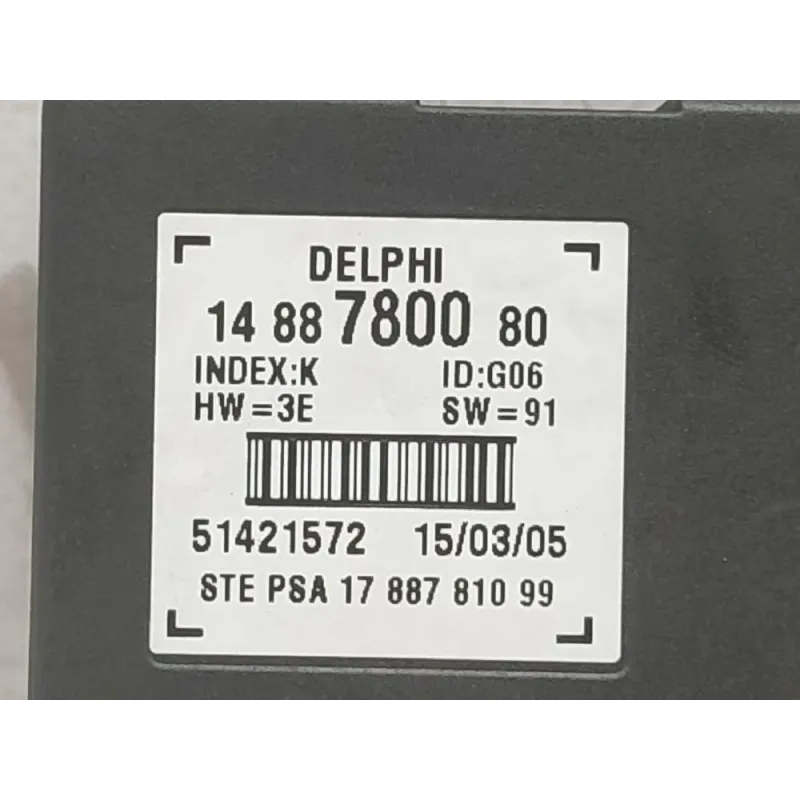 DELPHI
14 88 7800 80
INDEX:K ID:G06
HW=3E SW=91
51421572 15/03/05
STE PSA 17 887 810 99